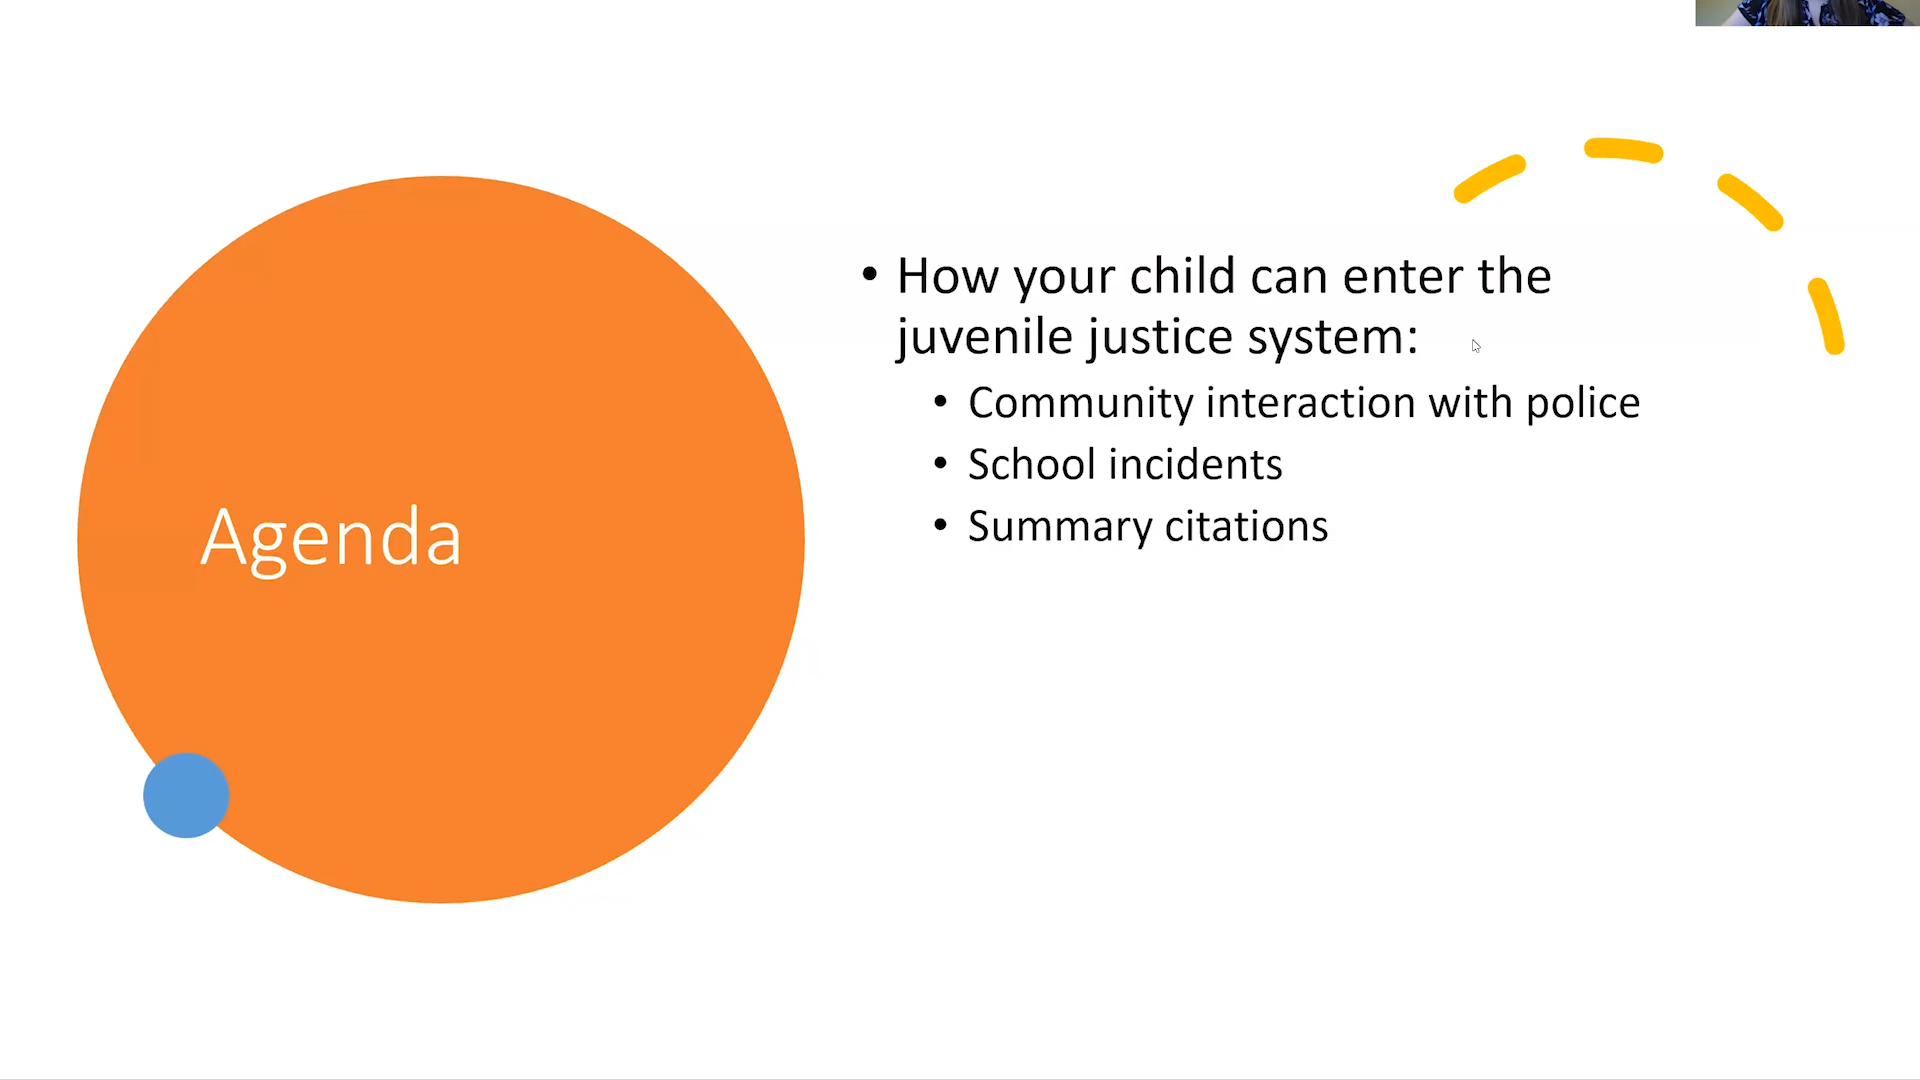 Agenda
• How your child can enter the
juvenile justice system:
• Community interaction with police
• School incidents
• Summary citations